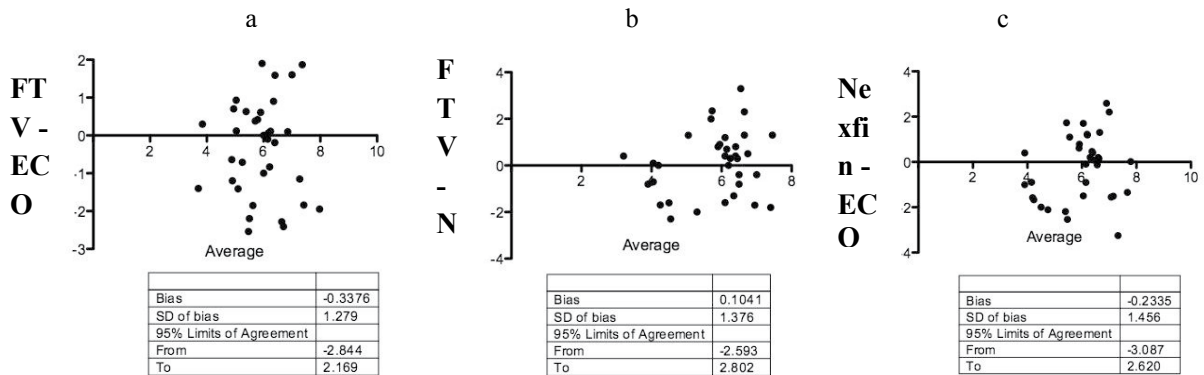 a
b
c
FT
V -
EC
O
2
1
0
-1
-2
-3
2
4
6
8
10
Average
Bias -0.3376
SD of bias 1.279
95% Limits of Agreement
From -2.844
To 2.169
F
T
V -
N
4
2
0
-2
-4
2
4
6
8
Average
Bias 0.1041
SD of bias 1.376
95% Limits of Agreement
From -2.593
To 2.802
Ne
xfi
n -
EC
O
4
2
0
2
4
2
4
6
8
10
Average
Bias -0.2335
SD of bias 1.456
95% Limits of Agreement
From -3.087
To 2.620